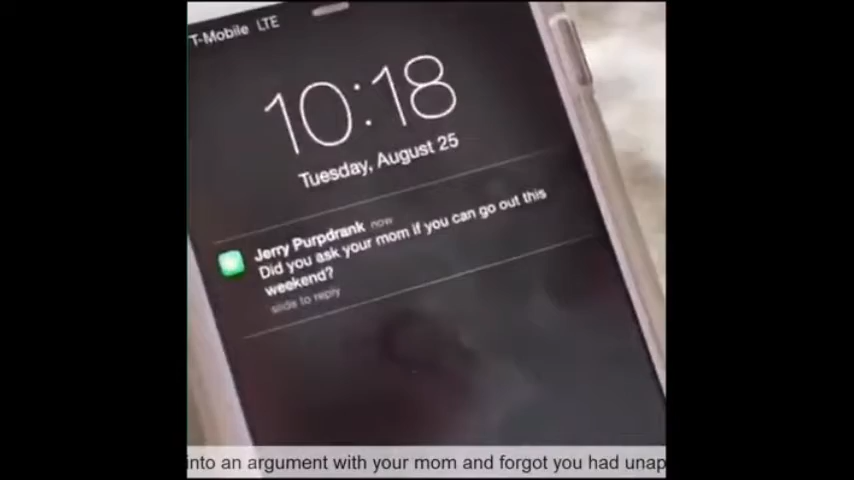 T-Mobile LTE
10:18
Tuesday, August 25
Jerry Purpdrank now
Did you ask your mom if you can go out this
weekend?
slide to reply
into an argument with your mom and forgot you had unap